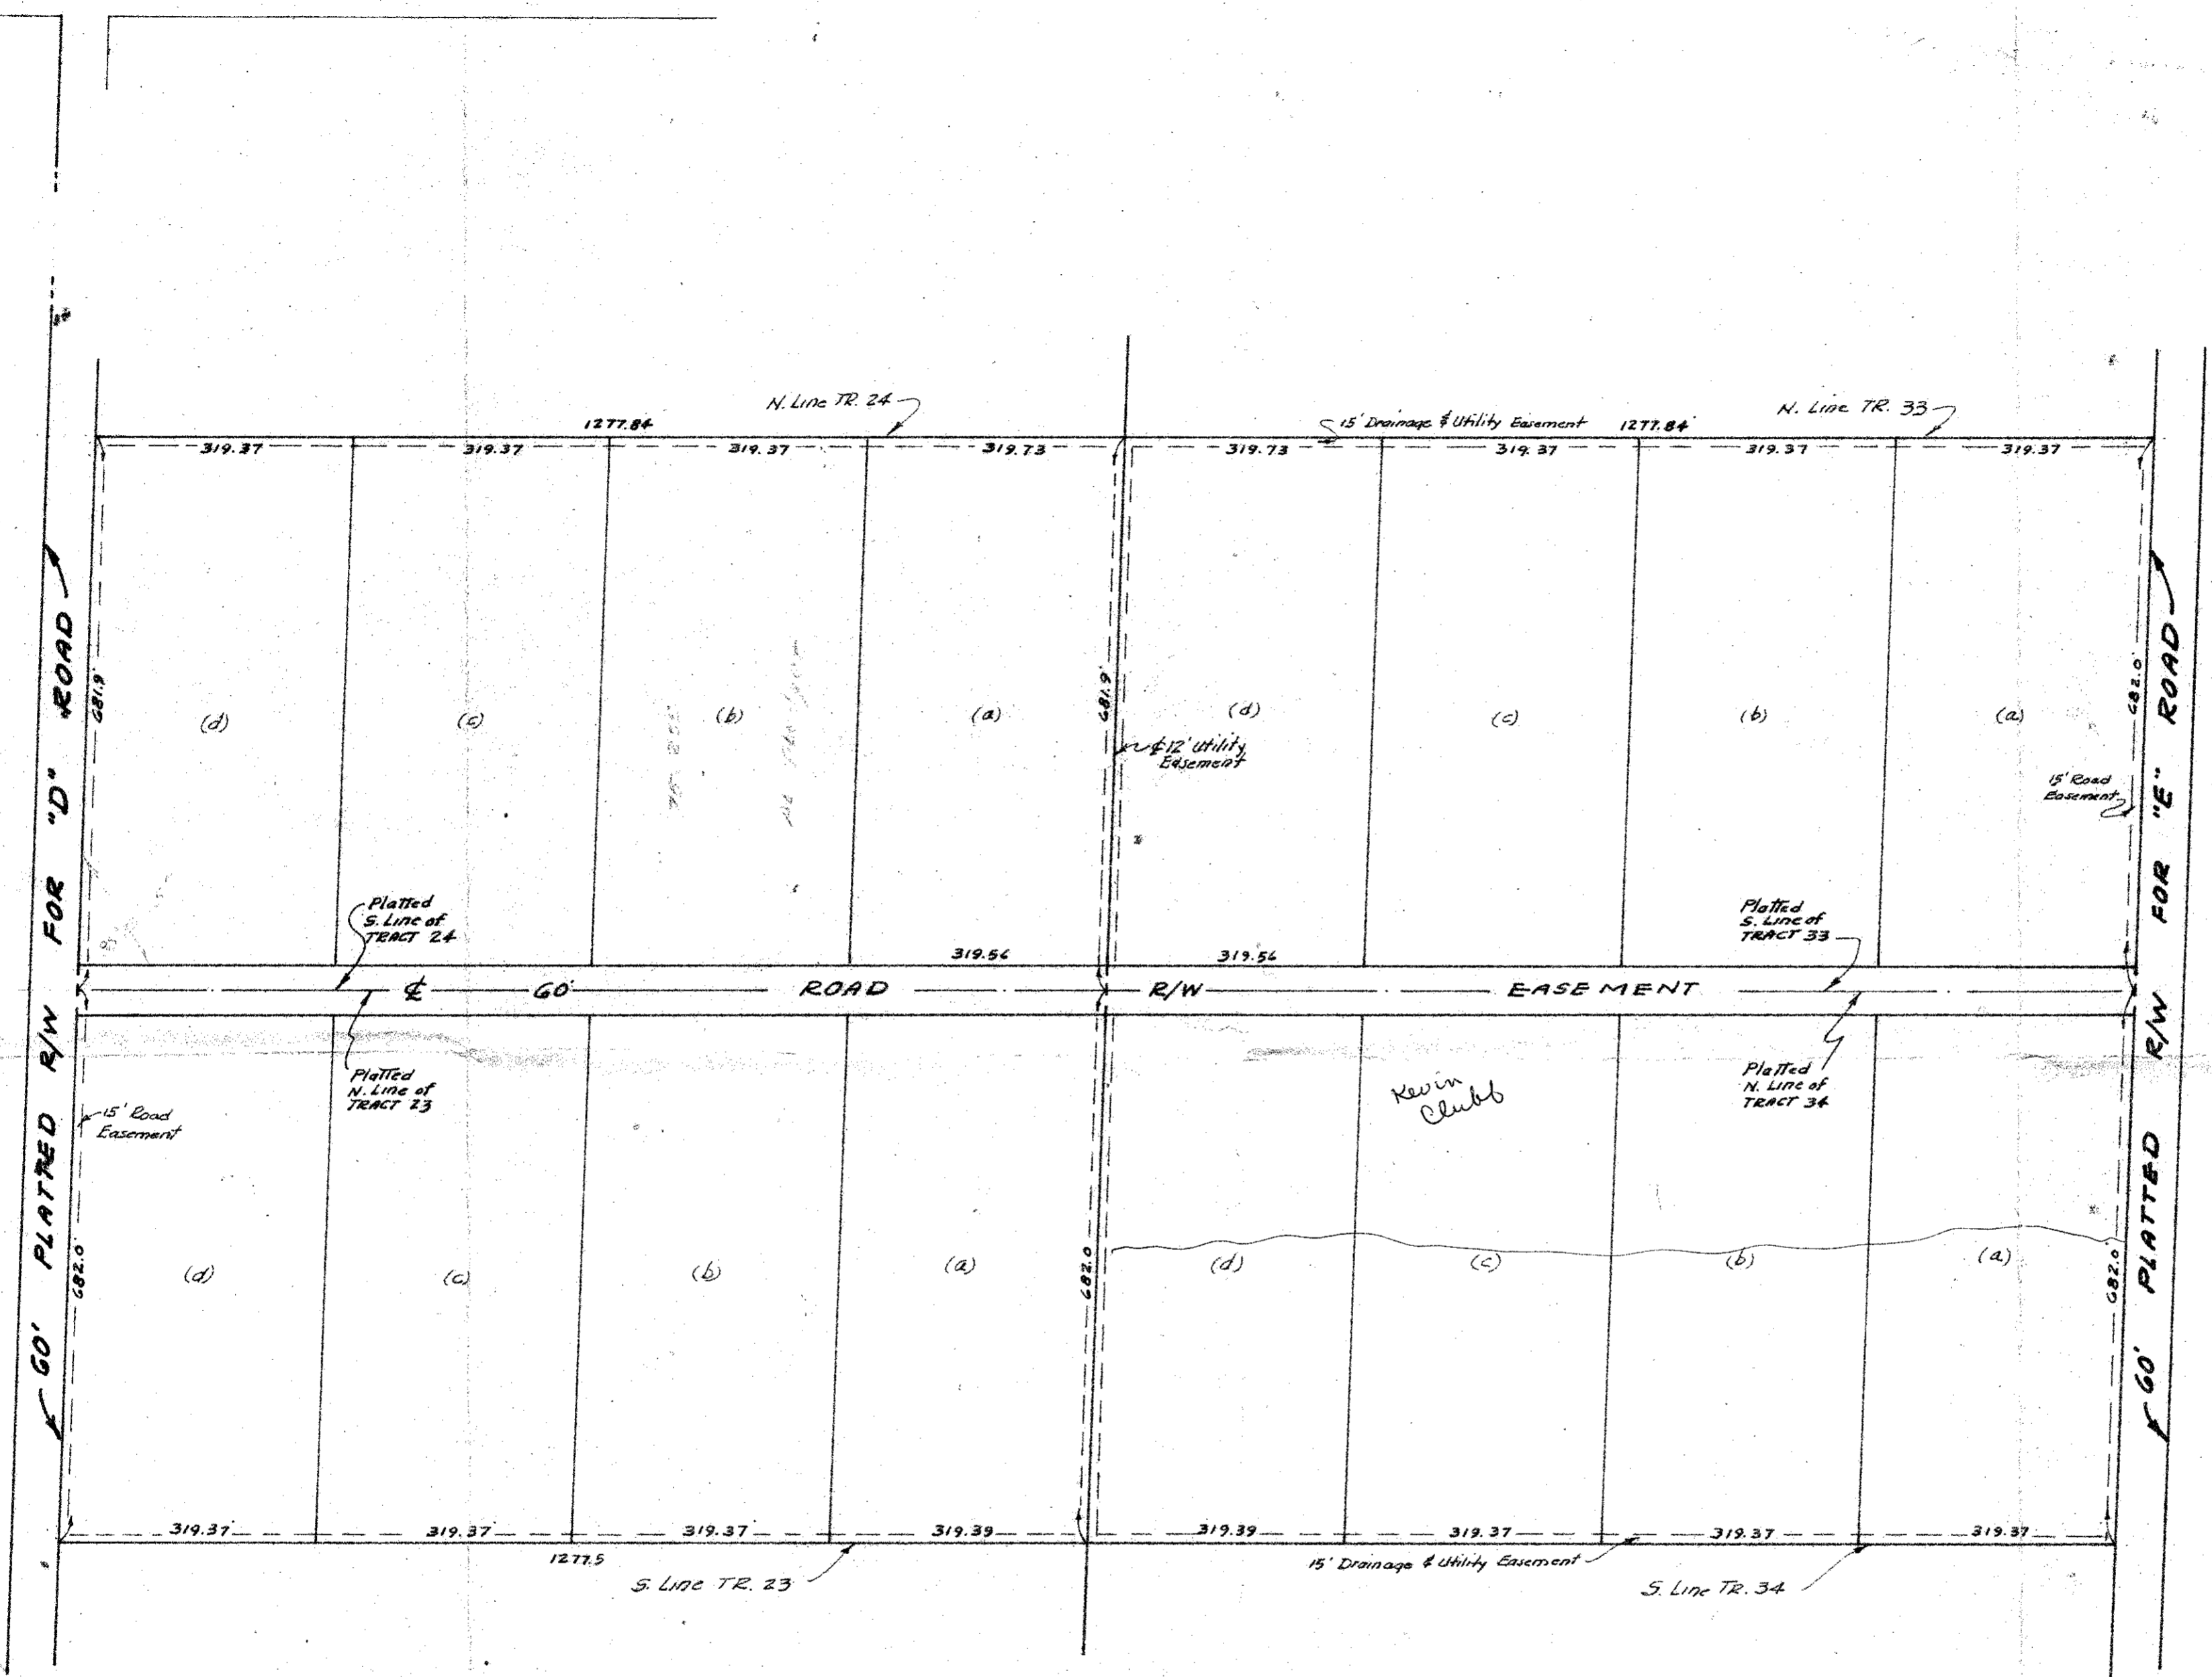 N. Line TR. 24
N. Line TR. 33
1277.84
15' Drainage & Utility Easement
1277.84
319.37
319.37
319.37
319.73
319.73
319.37
319.37
319.37
60' PLATTED R/W FOR "D" ROAD
681.9'
681.9'
682.0'
60' PLATTED R/W FOR "E" ROAD
(d)
(c)
(b)
(a)
(d)
(c)
(b)
(a)
℄ 12' Utility
Easement
15' Road
Easement
Platted
S. Line of
TRACT 24
Platted
S. Line of
TRACT 33
319.56
319.56
℄ 60' ROAD R/W EASEMENT
Platted
N. Line of
TRACT 23
Kevin
Clubb
Platted
N. Line of
TRACT 34
15' Road
Easement
682.0'
682.0
682.0'
(d)
(c)
(b)
(a)
(d)
(c)
(b)
(a)
319.37
319.37
319.37
319.39
319.39
319.37
319.37
319.37
1277.5
15' Drainage & Utility Easement
S. Line TR. 23
S. Line TR. 34